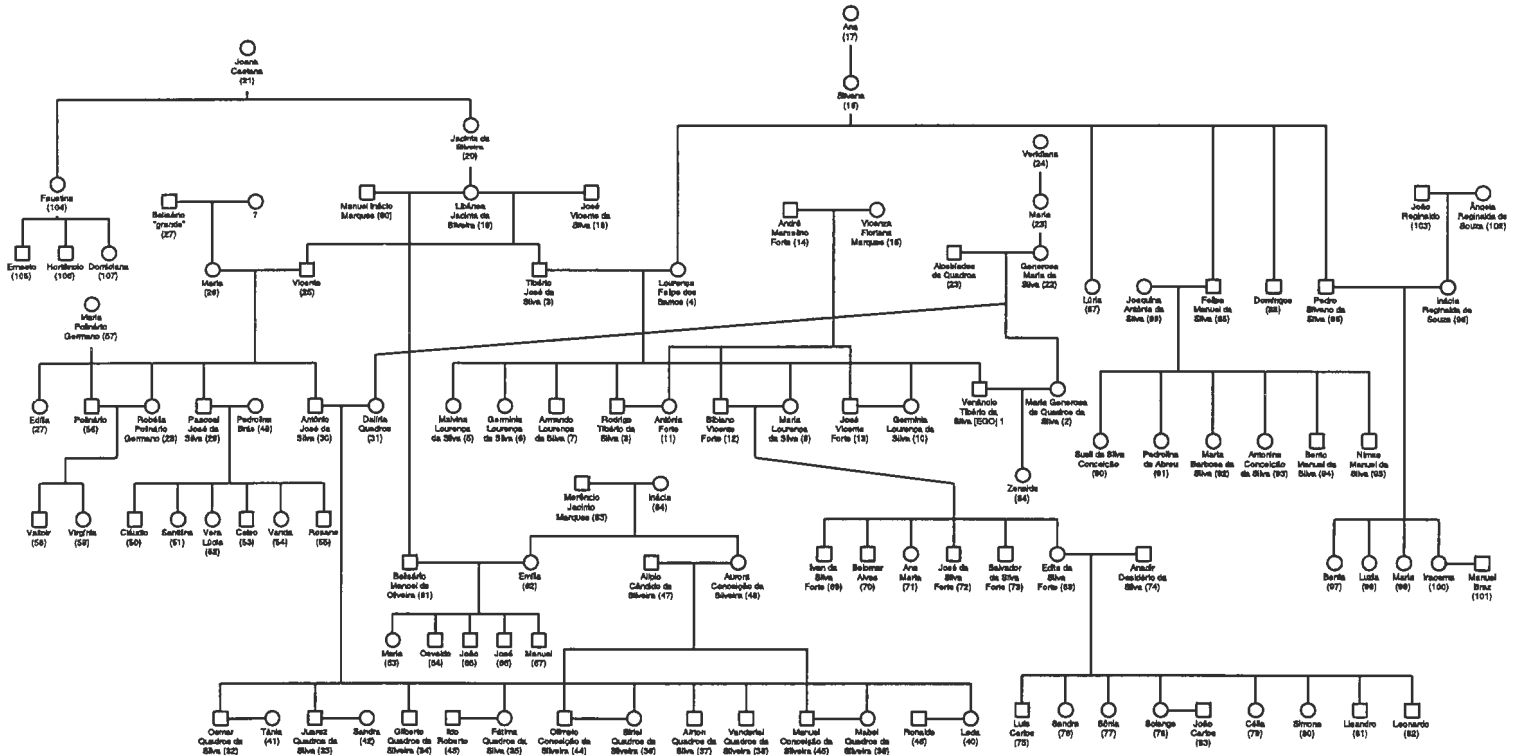 Ana
(17)
Joana
Caetana
(21)
Silvana
(16)
Jacinta da
Silveira
(20)
Veridiana
(24)
Faustina
(104)
Belisário
"grande"
(27)
?
Manuel Inácio
Marques (60)
Libânea
Jacinta da
Silveira (19)
José
Vicente da
Silva (18)
André
Marcelino
Forte (14)
Vicenza
Floriana
Marques (15)
Maria
(23)
João
Reginaldo
(103)
Ângela
Reginalda de
Souza (102)
Ernesto
(105)
Hortêncio
(106)
Domiciana
(107)
Maria
(26)
Vicente
(25)
Tibério
José da
Silva (3)
Lourença
Felipa dos
Santos (4)
Alcebíades
de Quadros
(23)
Generosa
Maria da
Silva (22)
Lúria
(87)
Joaquina
Antônia da
Silva (89)
Felipe
Manuel da
Silva (85)
Domingos
(88)
Pedro
Silvano da
Silva (86)
Inácia
Reginalda de
Souza (96)
Maria
Polinário
Germano (57)
Edília
(27)
Polinário
(56)
Robélia
Polinário
Germano (28)
Pascoal
José da
Silva (29)
Pedrolina
Brás (49)
Antônio
José da
Silva (30)
Dalíria
Quadros
(31)
Malvina
Lourença
da Silva (5)
Germínia
Lourença
da Silva (6)
Armando
Lourença
da Silva (7)
Rodrigo
Tibério da
Silva (8)
Antônia
Forte
(11)
Bibiano
Vicente
Forte (12)
Maria
Lourença
da Silva (9)
José
Vicente
Forte (13)
Germínia
Lourença da
Silva (10)
Venâncio
Tibério da
Silva [EGO] 1
Maria Generosa
de Quadros da
Silva (2)
Sueli da Silva
Conceição
(90)
Pedrolina
de Abreu
(91)
Maria
Barbosa da
Silva (92)
Antonina
Conceição
da Silva (93)
Bento
Manuel da
Silva (94)
Nimas
Manuel da
Silva (95)
Zenaide
(84)
Valtoir
(58)
Virgínia
(59)
Cláudio
(50)
Santilina
(51)
Vera
Lúcia
(52)
Castro
(53)
Vanda
(54)
Rosane
(55)
Merêncio
Jacinto
Marques (63)
Inácia
(64)
Belisário
Manoel de
Oliveira (61)
Emília
(62)
Alípio
Cândido da
Silveira (47)
Aurora
Conceição da
Silveira (48)
Ivan da
Silva
Forte (69)
Belomar
Alves
(70)
Ana
Maria
(71)
José da
Silva
Forte (72)
Salvador
da Silva
Forte (73)
Edite da
Silva
Forte (68)
Anadir
Desidério da
Silva (74)
Benta
(97)
Luzia
(98)
Maria
(99)
Iracema
(100)
Manuel
Braz
(101)
Maria
(63)
Osvaldo
(64)
João
(65)
José
(66)
Manuel
(67)
Osmar
Quadros da
Silva (32)
Tânia
(41)
Juarez
Quadros da
Silva (33)
Sandra
(42)
Gilberto
Quadros da
Silveira (34)
Ildo
Roberto
(43)
Fátima
Quadros da
Silva (35)
Olivreio
Conceição da
Silveira (44)
Sirlei
Quadros da
Silveira (36)
Airton
Quadros da
Silva (37)
Vanderlei
Quadros da
Silveira (38)
Manuel
Conceição da
Silveira (45)
Mabel
Quadros da
Silva (39)
Ronaldo
(46)
Leda
(40)
Luís
Carlos
(75)
Sandra
(76)
Sônia
(77)
Solange
(78)
João
Carlos
(83)
Célia
(79)
Simone
(80)
Lisandro
(81)
Leonardo
(82)